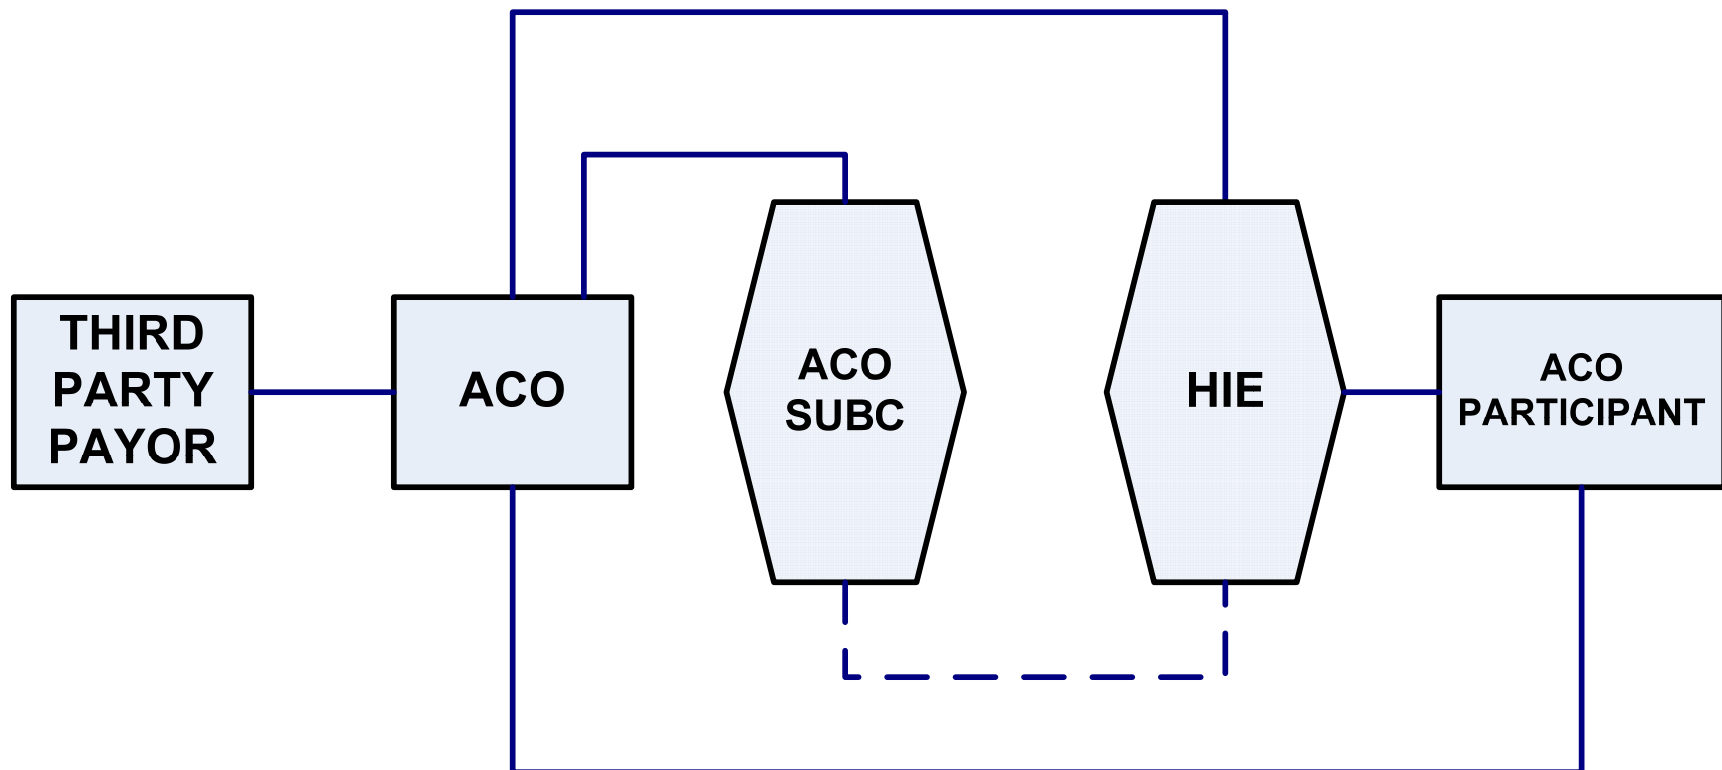 THIRD
PARTY
PAYOR
ACO
ACO
SUBC
HIE
ACO
PARTICIPANT